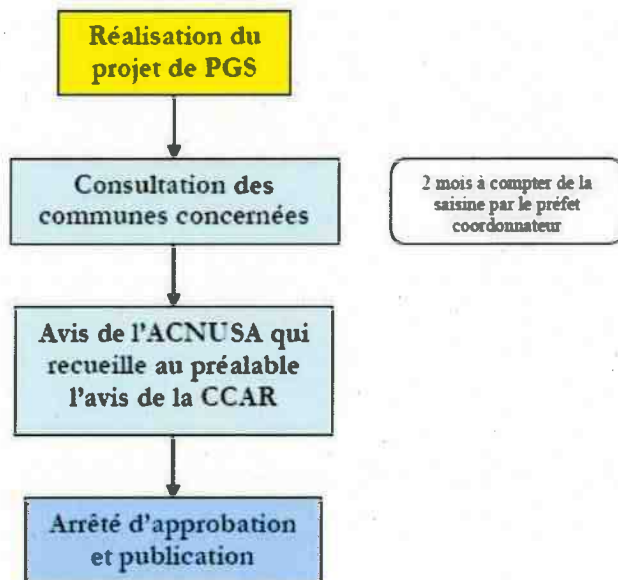 Réalisation du
projet de PGS
Consultation des
communes concernées
2 mois à compter de la
saisine par le préfet
coordonnateur
Avis de l'ACNUSA qui
recueille au préalable
l'avis de la CCAR
Arrêté d'approbation
et publication